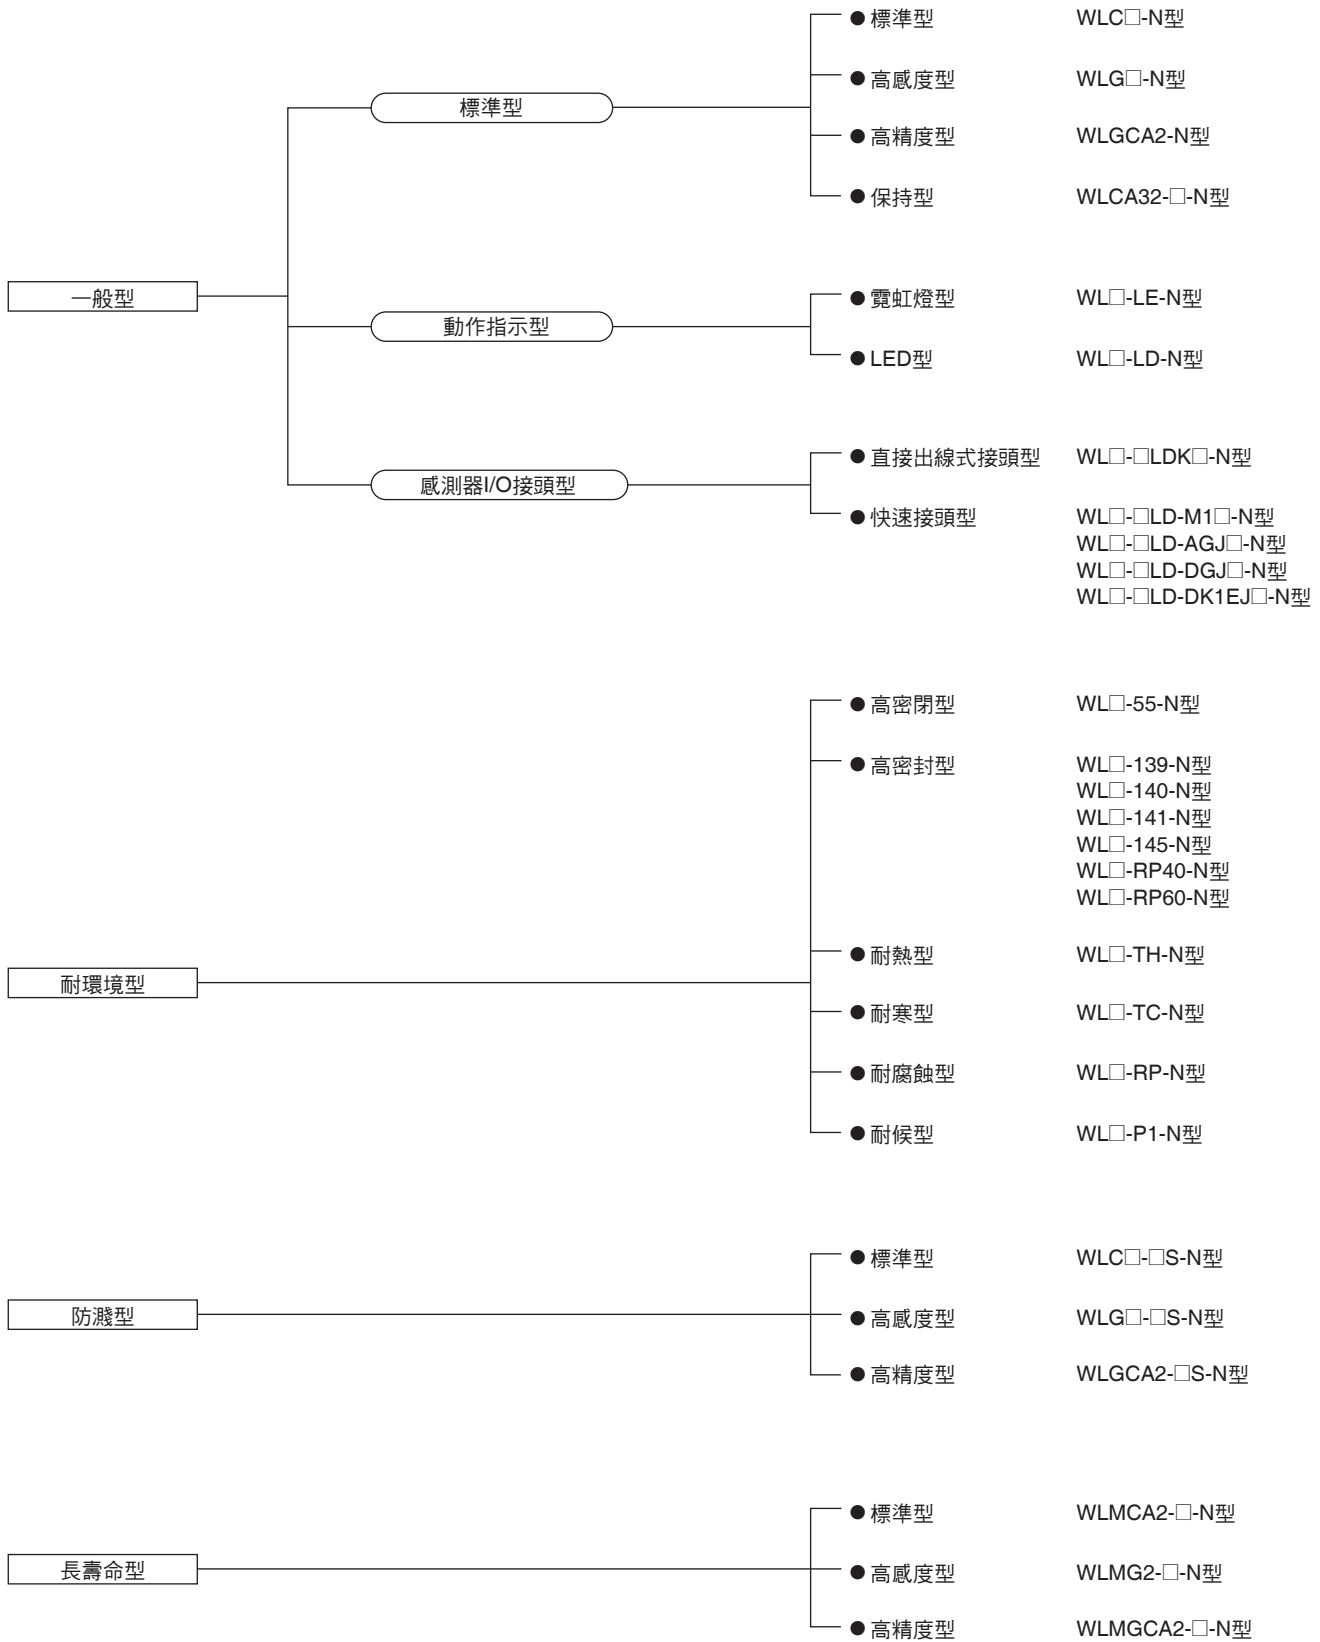 一般型
標準型
● 標準型 WLC□-N型
● 高感度型 WLG□-N型
● 高精度型 WLGCA2-N型
● 保持型 WLCA32-□-N型
動作指示型
● 霓虹燈型 WL□-LE-N型
● LED型 WL□-LD-N型
感測器I/O接頭型
● 直接出線式接頭型 WL□-□LDK□-N型
● 快速接頭型 WL□-□LD-M1□-N型
WL□-□LD-AGJ□-N型
WL□-□LD-DGJ□-N型
WL□-□LD-DK1EJ□-N型
耐環境型
● 高密閉型 WL□-55-N型
● 高密封型 WL□-139-N型
WL□-140-N型
WL□-141-N型
WL□-145-N型
WL□-RP40-N型
WL□-RP60-N型
● 耐熱型 WL□-TH-N型
● 耐寒型 WL□-TC-N型
● 耐腐蝕型 WL□-RP-N型
● 耐候型 WL□-P1-N型
防濺型
● 標準型 WLC□-□S-N型
● 高感度型 WLG□-□S-N型
● 高精度型 WLGCA2-□S-N型
長壽命型
● 標準型 WLMCA2-□-N型
● 高感度型 WLMG2-□-N型
● 高精度型 WLMGCA2-□-N型